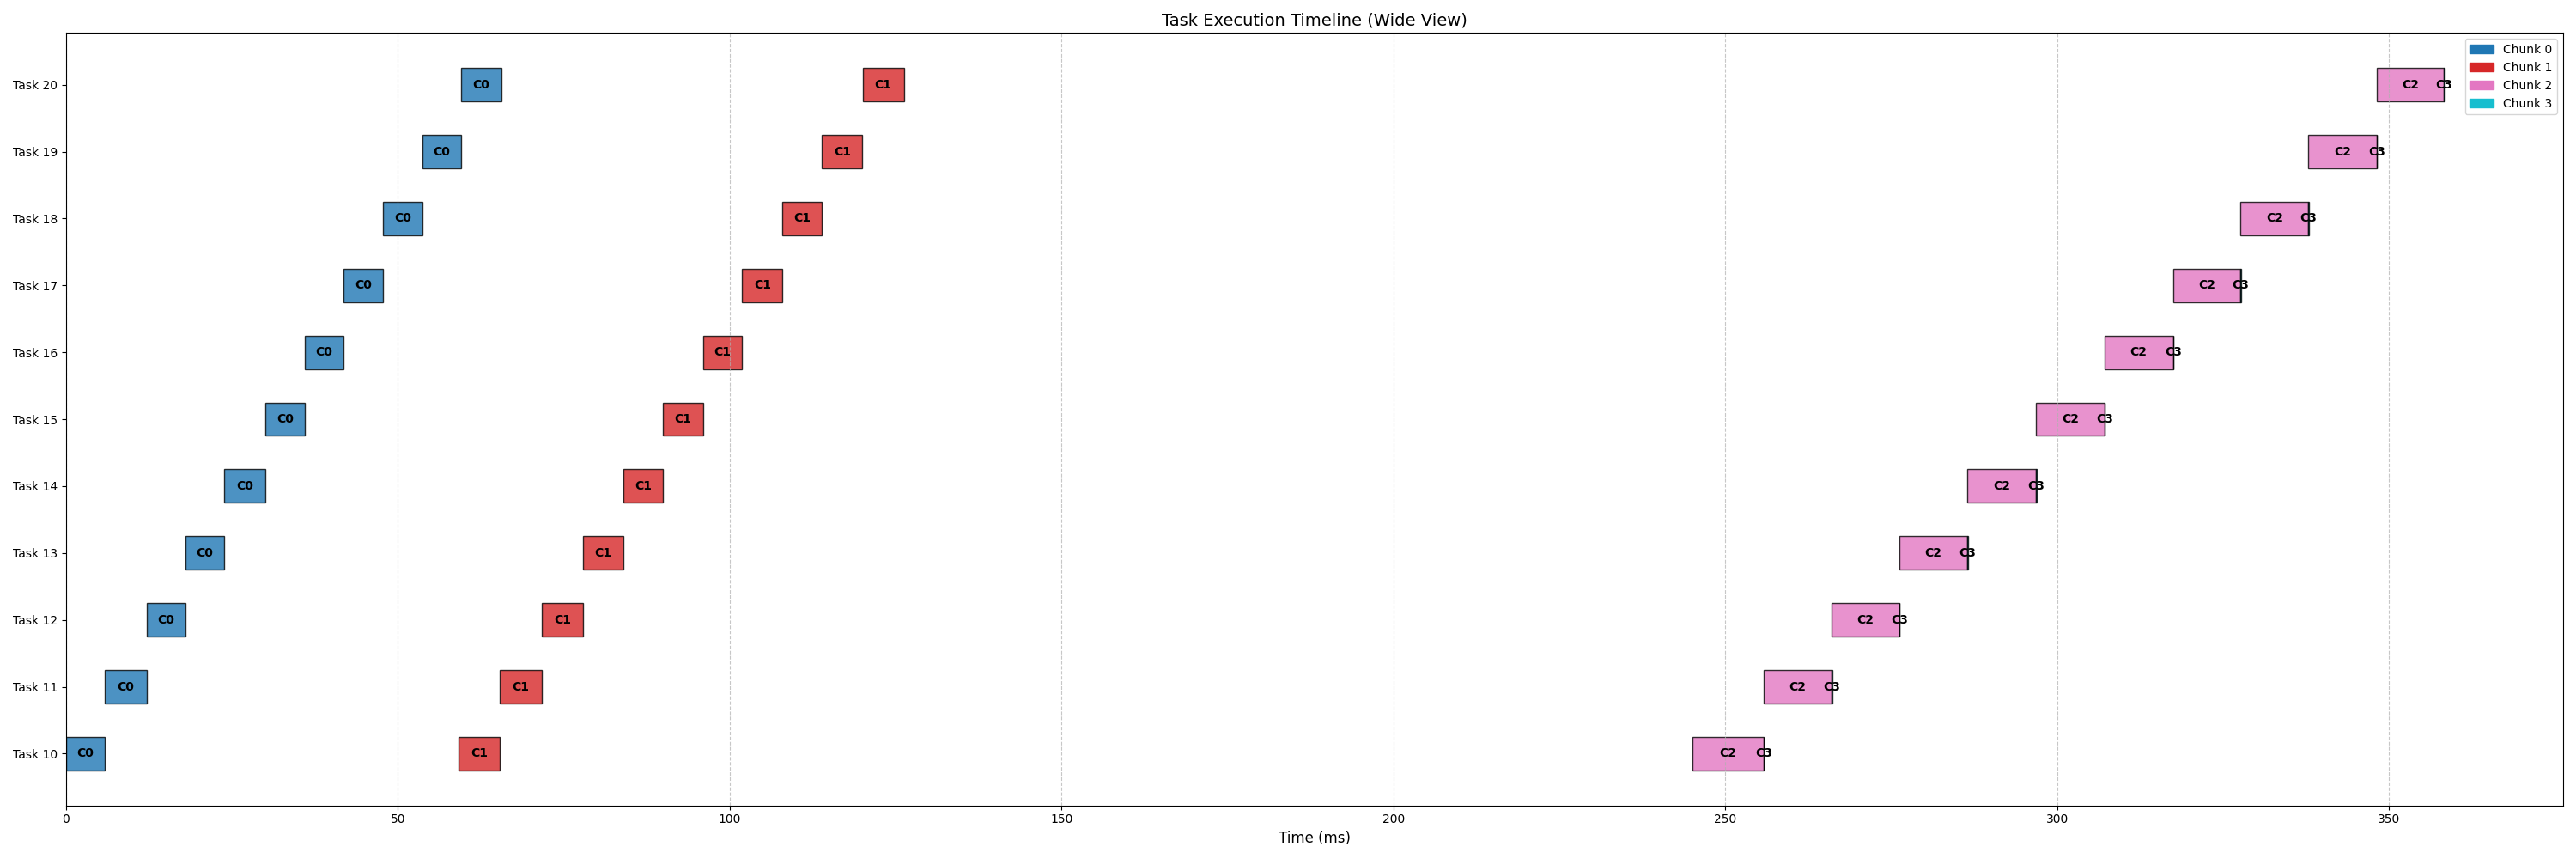 Task Execution Timeline (Wide View)
Chunk 0
Chunk 1
Chunk 2
Chunk 3
Task 20 C0 C1 C2 C3
Task 19 C0 C1 C2 C3
Task 18 C0 C1 C2 C3
Task 17 C0 C1 C2 C3
Task 16 C0 C1 C2 C3
Task 15 C0 C1 C2 C3
Task 14 C0 C1 C2 C3
Task 13 C0 C1 C2 C3
Task 12 C0 C1 C2 C3
Task 11 C0 C1 C2 C3
Task 10 C0 C1 C2 C3
0 50 100 150 200 250 300 350
Time (ms)